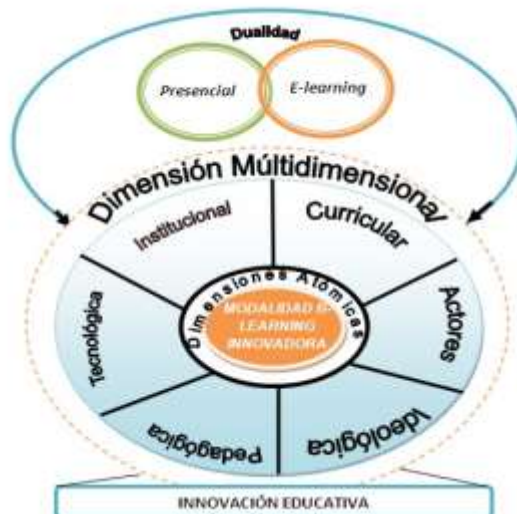 Dualidad
Presencial
E-learning
Dimensión Múltidimensional
Institucional
Curricular
Tecnológica
Actores
Pedagógica
Ideológica
Dimensiones Atómicas
MODALIDAD E-
LEARNING
INNOVADORA
INNOVACIÓN EDUCATIVA